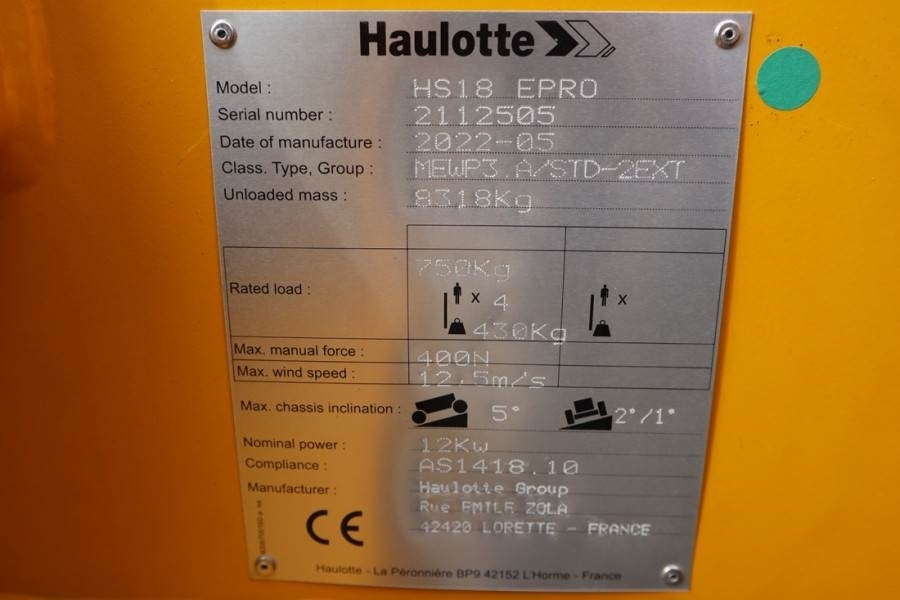 Haulotte
Model : HS18 EPRO
Serial number : 2112505
Date of manufacture : 2022-05
Class. Type, Group : MEWP3.A/STD-2EXT
Unloaded mass : 8318Kg
750Kg
Rated load : x 4 x
430Kg
Max. manual force : 400N
Max. wind speed : 12,5m/s
Max. chassis inclination : 5° 2°/1°
Nominal power : 12Kw
Compliance : AS1418.10
Manufacturer : Haulotte Group
Rue EMILE ZOLA
42420 LORETTE - FRANCE
CE
Haulotte - La Péronnière BP9 42152 L'Horme - France